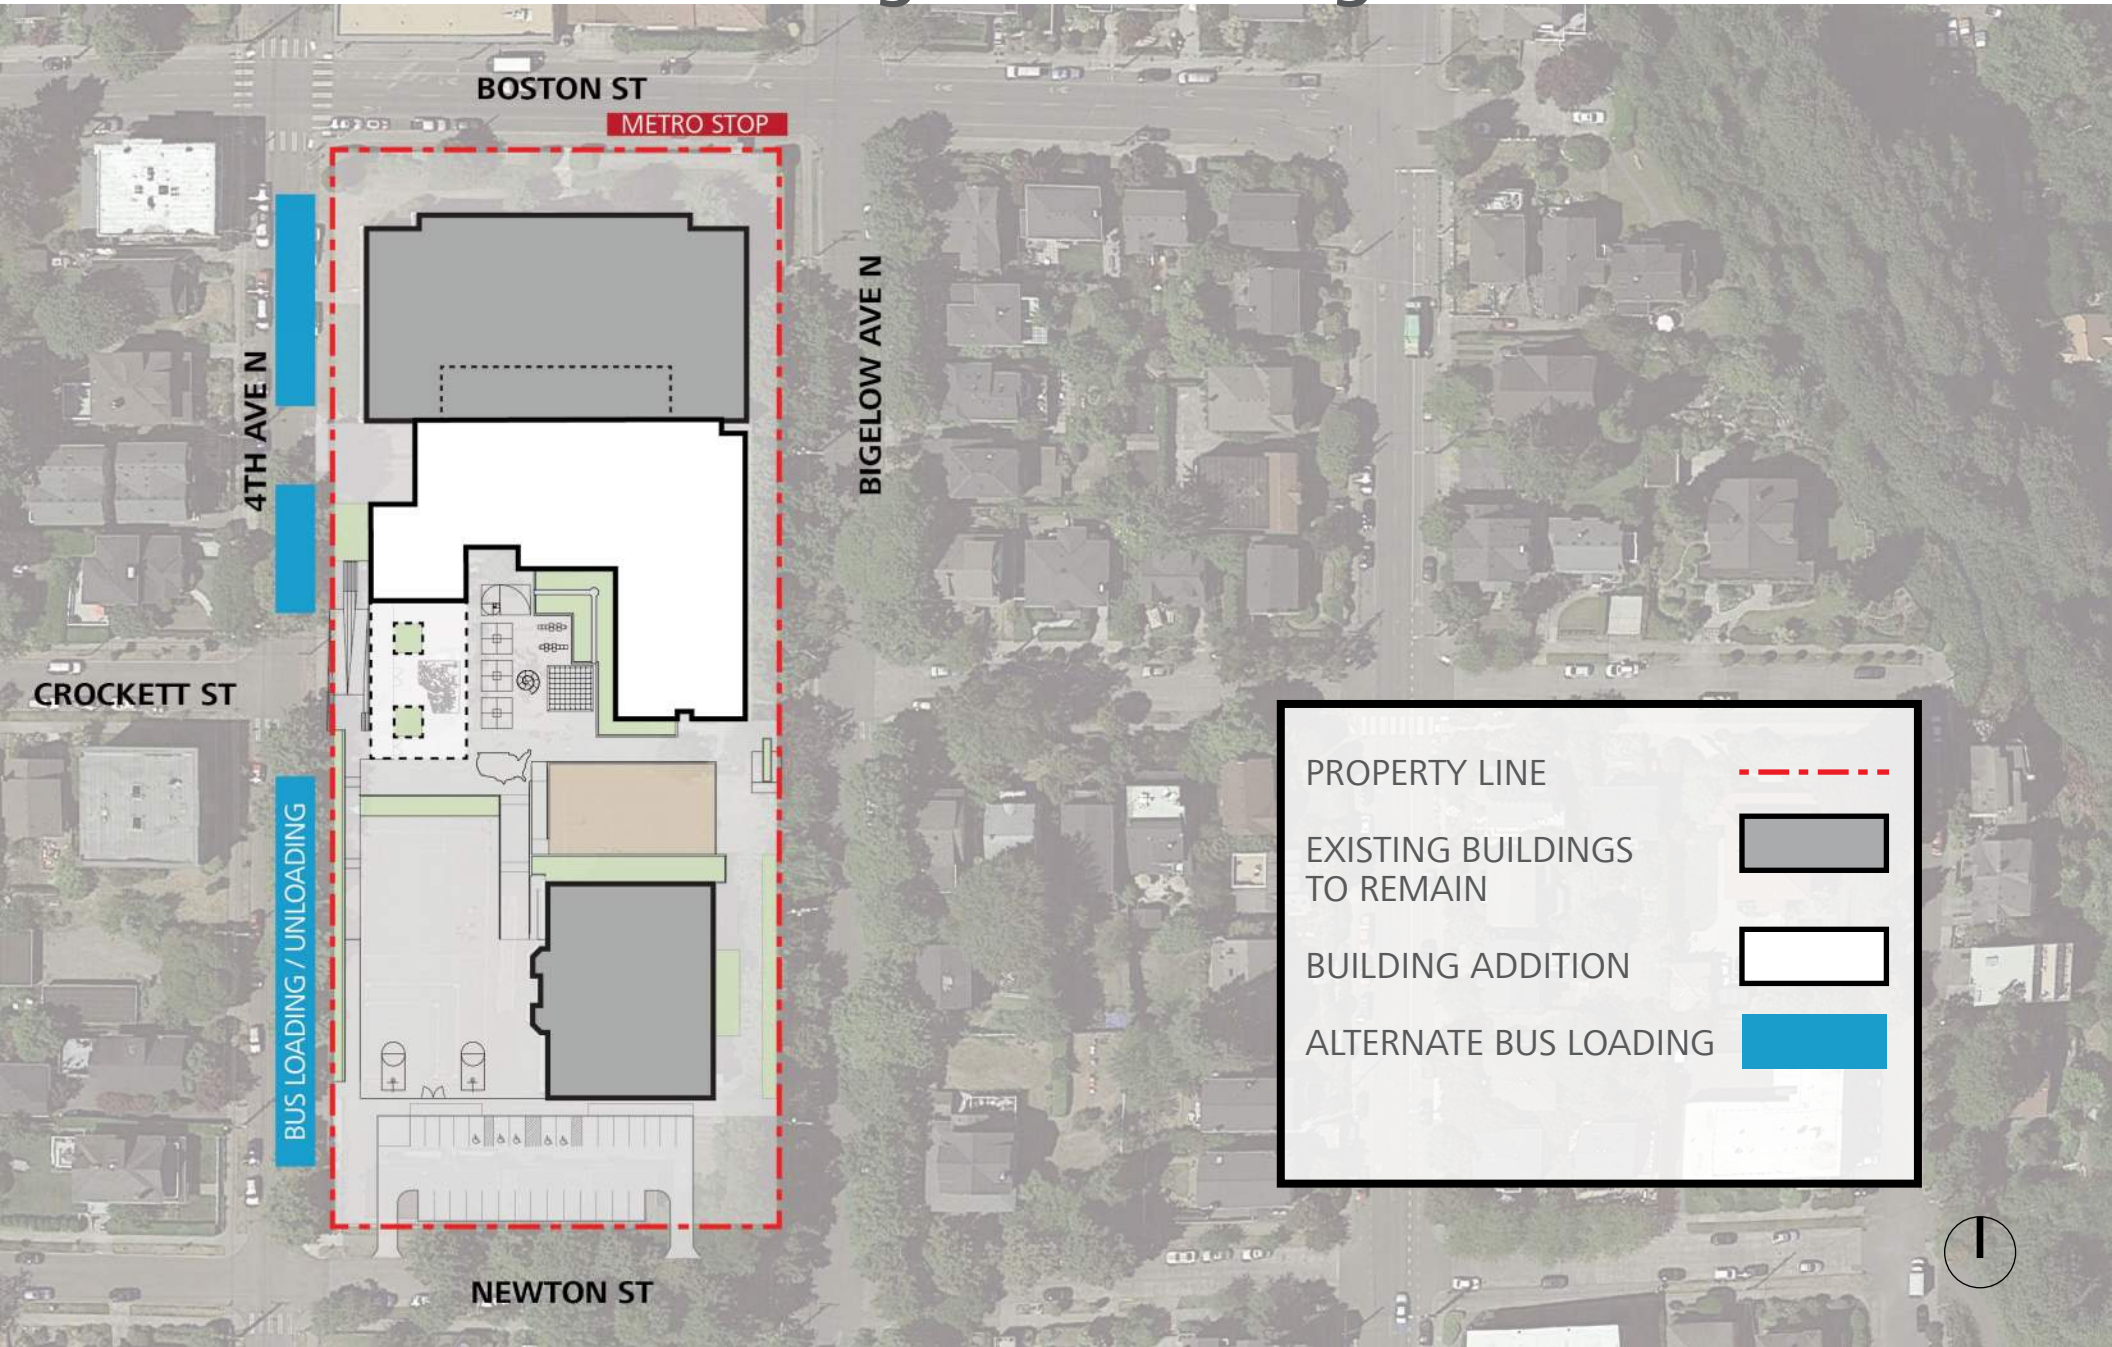 BOSTON ST
METRO STOP
BIGELOW AVE N
4TH AVE N
CROCKETT ST
BUS LOADING / UNLOADING
NEWTON ST
PROPERTY LINE
EXISTING BUILDINGS
TO REMAIN
BUILDING ADDITION
ALTERNATE BUS LOADING